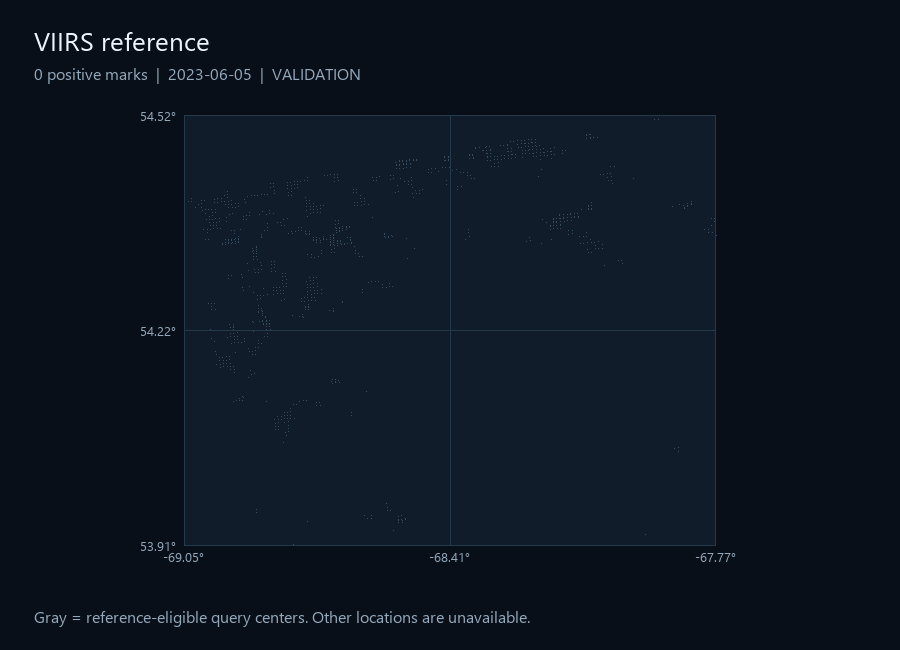 VIIRS reference
0 positive marks | 2023-06-05 | VALIDATION
54.52°
54.22°
53.91°
-69.05°
-68.41°
-67.77°
Gray = reference-eligible query centers. Other locations are unavailable.